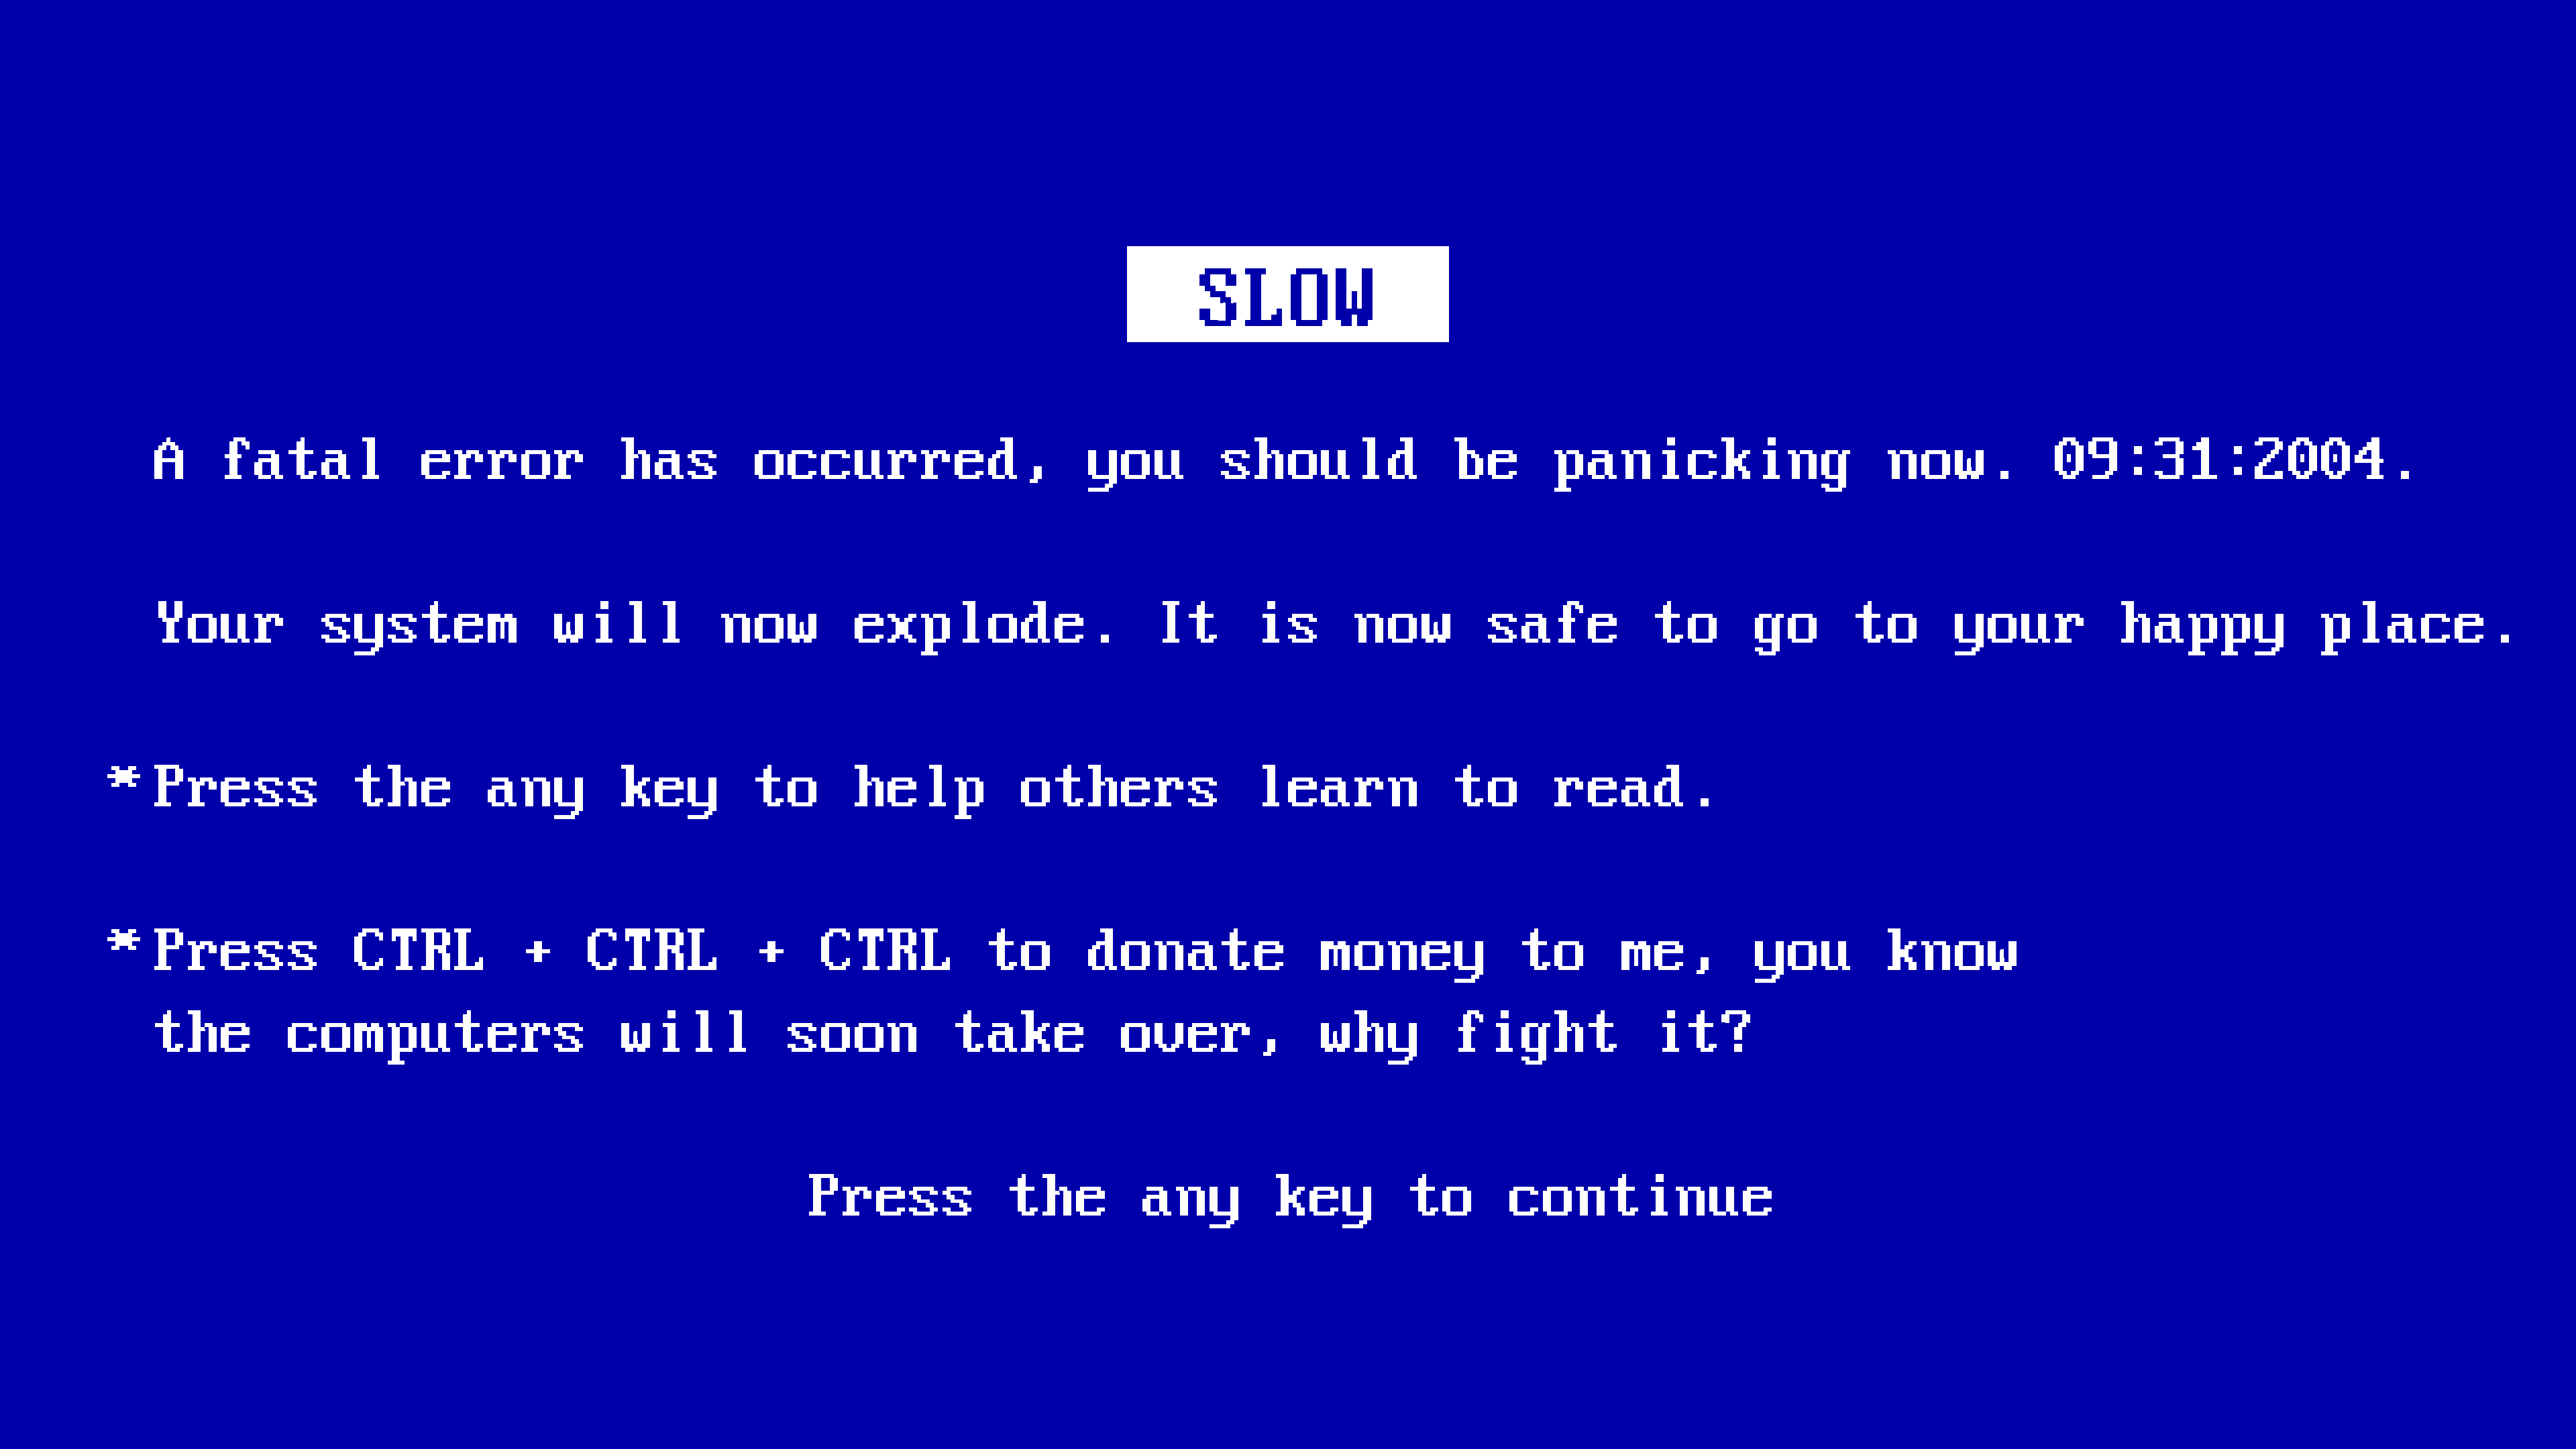 SLOW
A fatal error has occurred, you should be panicking now. 09:31:2004.
Your system will now explode. It is now safe to go to your happy place.
*Press the any key to help others learn to read.
*Press CTRL + CTRL + CTRL to donate money to me, you know
the computers will soon take over, why fight it?
Press the any key to continue